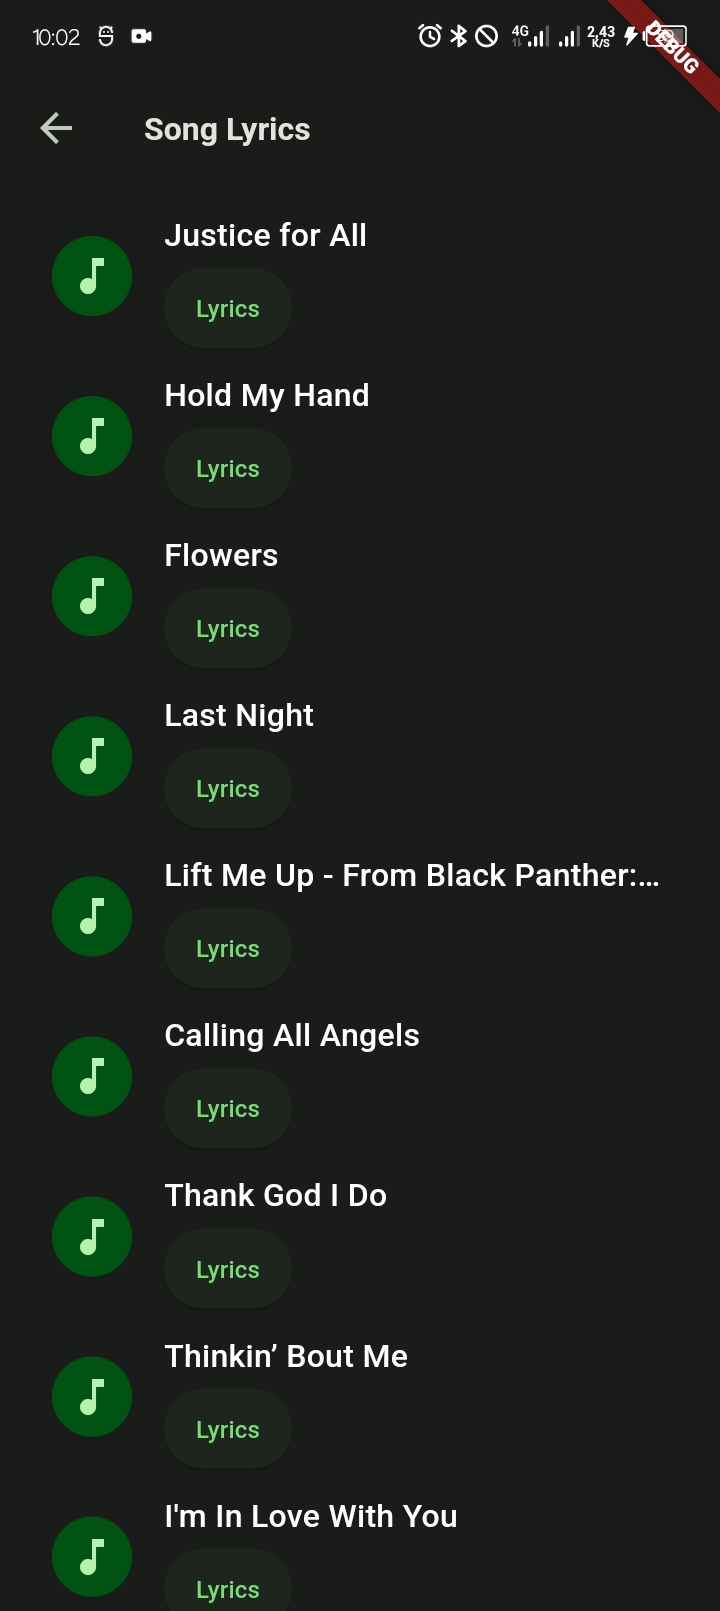 10:02
4G
2,43
K/S
DEBUG
Song Lyrics
Justice for All
Lyrics
Hold My Hand
Lyrics
Flowers
Lyrics
Last Night
Lyrics
Lift Me Up - From Black Panther:...
Lyrics
Calling All Angels
Lyrics
Thank God I Do
Lyrics
Thinkin’ Bout Me
Lyrics
I'm In Love With You
Lyrics